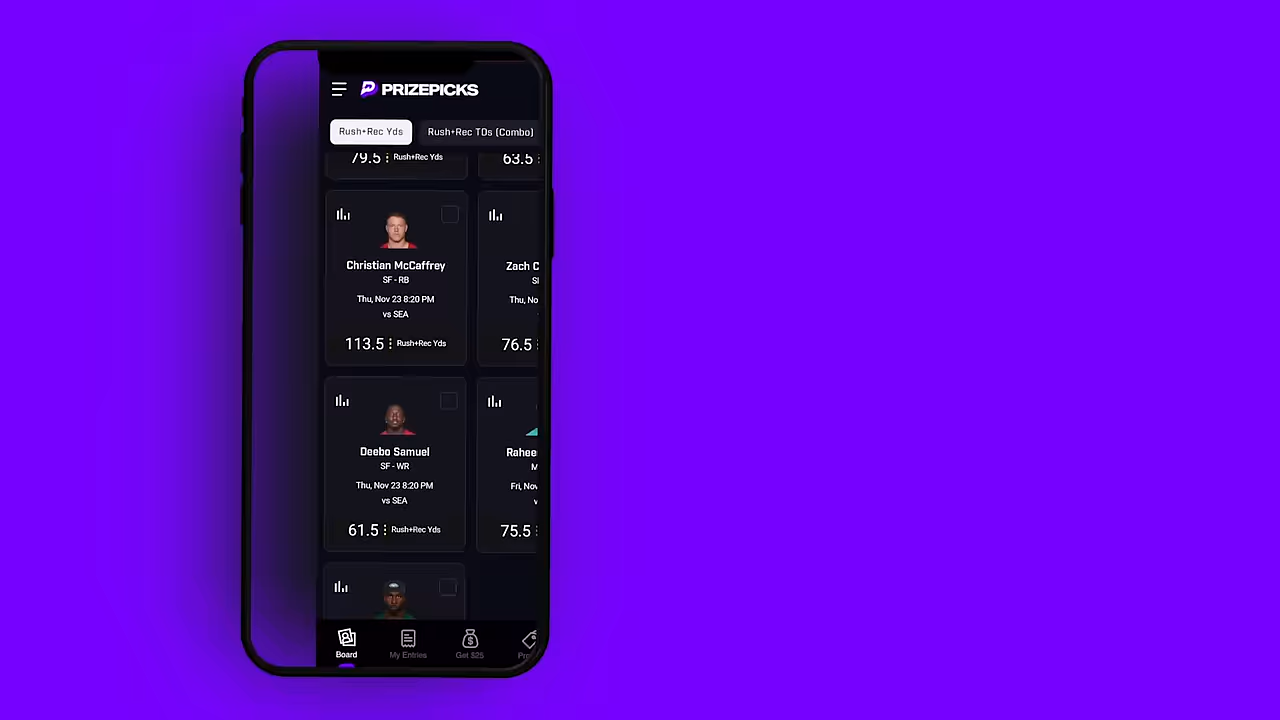 PRIZEPICKS
Rush+Rec Yds
Rush+Rec TDs (Combo)
79.5
Rush+Rec Yds
63.5
Christian McCaffrey
SF - RB
Thu, Nov 23 8:20 PM
vs SEA
113.5
Rush+Rec Yds
Zach
Thu,
76.5
Deebo Samuel
SF - WR
Thu, Nov 23 8:20 PM
vs SEA
61.5
Rush+Rec Yds
Fri,
75.5
Board
My Entries
Get $25